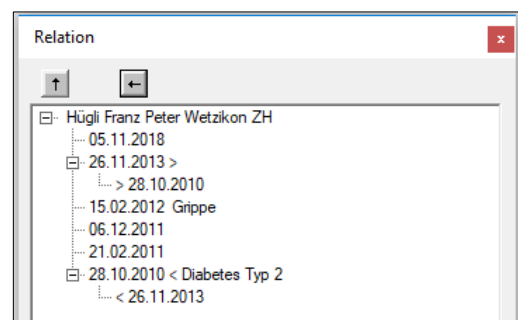 Relation
x
↑ ←
Hügli Franz Peter Wetzikon ZH
05.11.2018
26.11.2013 >
> 28.10.2010
15.02.2012 Grippe
06.12.2011
21.02.2011
28.10.2010 < Diabetes Typ 2
< 26.11.2013